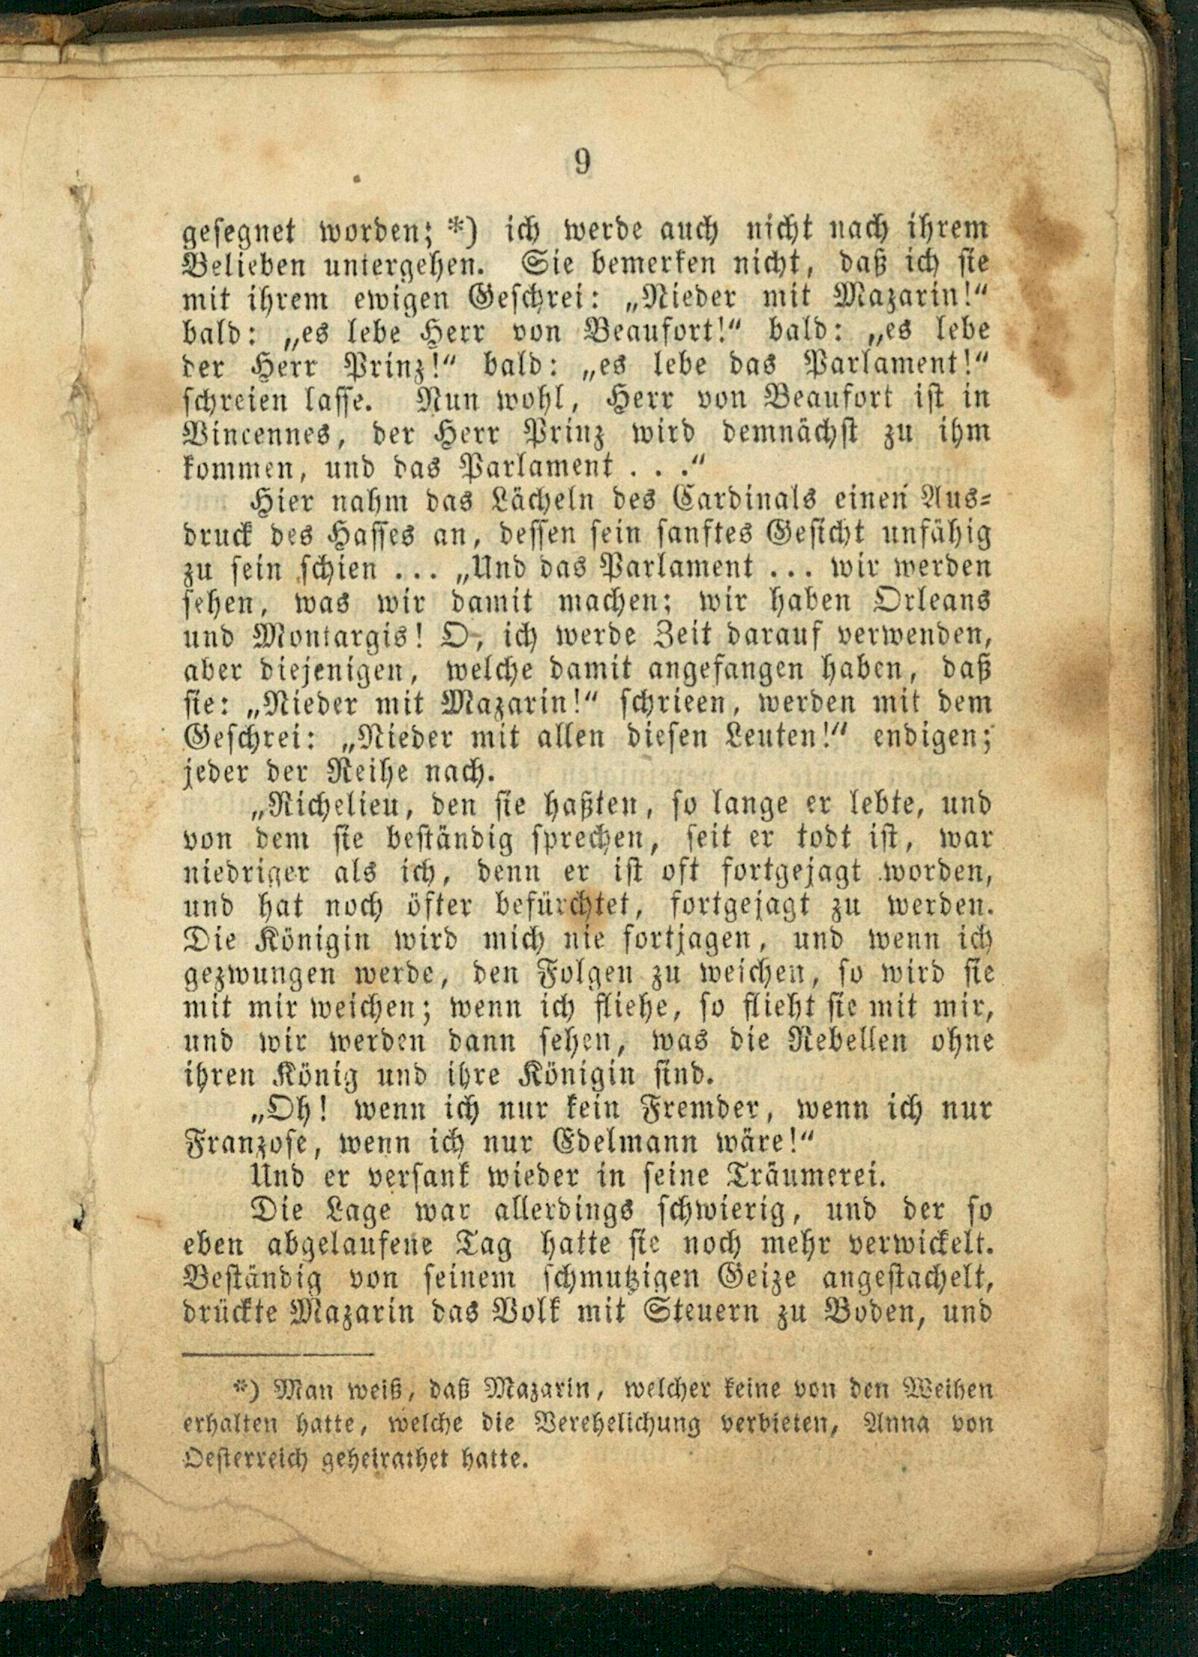 9
gesegnet worden; *) ich werde auch nicht nach ihrem
Belieben untergehen. Sie bemerken nicht, daß ich sie
mit ihrem ewigen Geschrei: „Nieder mit Mazarin!“
bald: „es lebe Herr von Beaufort!“ bald: „es lebe
der Herr Prinz!“ bald: „es lebe das Parlament!“
schreien lasse. Nun wohl, Herr von Beaufort ist in
Vincennes, der Herr Prinz wird demnächst zu ihm
kommen, und das Parlament . . .“
Hier nahm das Lächeln des Cardinals einen Aus-
druck des Hasses an, dessen sein sanftes Gesicht unfähig
zu sein schien ... „Und das Parlament ... wir werden
sehen, was wir damit machen; wir haben Orleans
und Montargis! O, ich werde Zeit darauf verwenden,
aber diejenigen, welche damit angefangen haben, daß
sie: „Nieder mit Mazarin!“ schrieen, werden mit dem
Geschrei: „Nieder mit allen diesen Leuten!“ endigen;
jeder der Reihe nach.
„Richelieu, den sie haßten, so lange er lebte, und
von dem sie beständig sprechen, seit er todt ist, war
niedriger als ich, denn er ist oft fortgejagt worden,
und hat noch öfter befürchtet, fortgejagt zu werden.
Die Königin wird mich nie fortjagen, und wenn ich
gezwungen werde, den Folgen zu weichen, so wird sie
mit mir weichen; wenn ich fliehe, so flieht sie mit mir,
und wir werden dann sehen, was die Rebellen ohne
ihren König und ihre Königin sind.
„Oh! wenn ich nur kein Fremder, wenn ich nur
Franzose, wenn ich nur Edelmann wäre!“
Und er versank wieder in seine Träumerei.
Die Lage war allerdings schwierig, und der so
eben abgelaufene Tag hatte sie noch mehr verwickelt.
Beständig von seinem schmutzigen Geize angestachelt,
drückte Mazarin das Volk mit Steuern zu Boden, und
*) Man weiß, daß Mazarin, welcher keine von den Weihen
erhalten hatte, welche die Verehelichung verbieten, Anna von
Oesterreich geheirathet hatte.